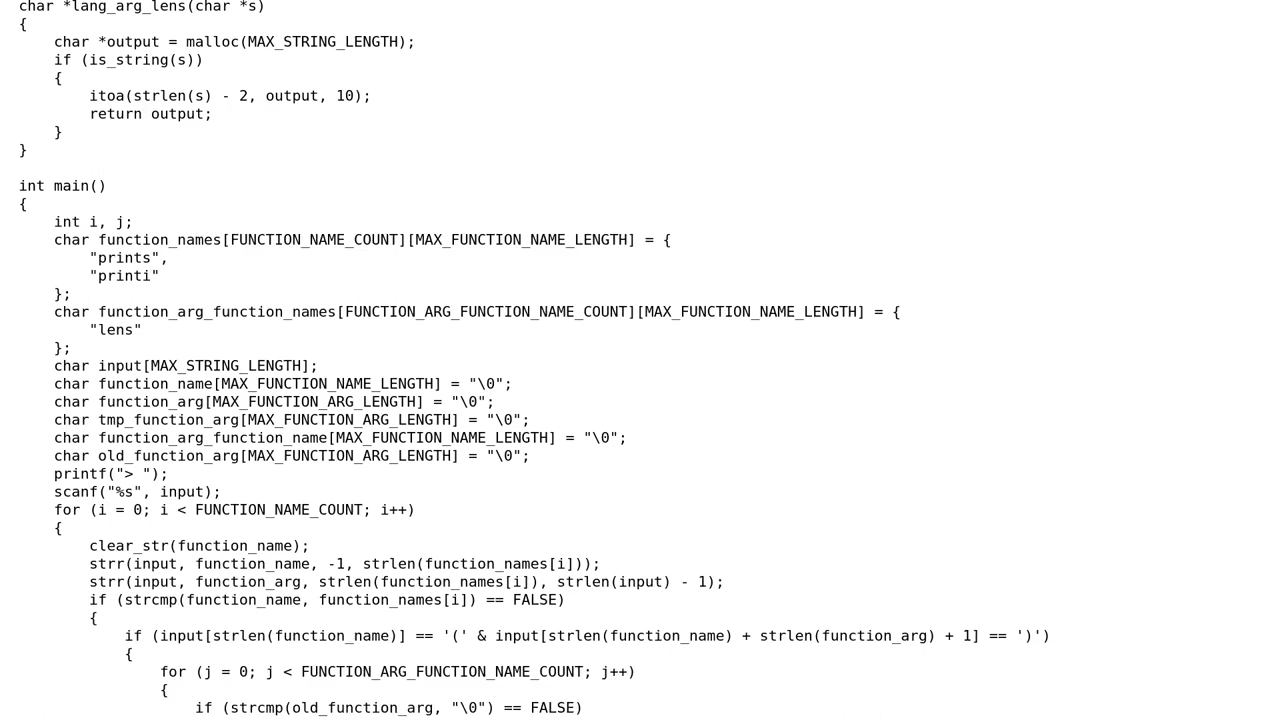 char *lang_arg_lens(char *s)
{
    char *output = malloc(MAX_STRING_LENGTH);
    if (is_string(s))
    {
        itoa(strlen(s) - 2, output, 10);
        return output;
    }
}

int main()
{
    int i, j;
    char function_names[FUNCTION_NAME_COUNT][MAX_FUNCTION_NAME_LENGTH] = {
        "prints",
        "printi"
    };
    char function_arg_function_names[FUNCTION_ARG_FUNCTION_NAME_COUNT][MAX_FUNCTION_NAME_LENGTH] = {
        "lens"
    };
    char input[MAX_STRING_LENGTH];
    char function_name[MAX_FUNCTION_NAME_LENGTH] = "\0";
    char function_arg[MAX_FUNCTION_ARG_LENGTH] = "\0";
    char tmp_function_arg[MAX_FUNCTION_ARG_LENGTH] = "\0";
    char function_arg_function_name[MAX_FUNCTION_NAME_LENGTH] = "\0";
    char old_function_arg[MAX_FUNCTION_ARG_LENGTH] = "\0";
    printf("> ");
    scanf("%s", input);
    for (i = 0; i < FUNCTION_NAME_COUNT; i++)
    {
        clear_str(function_name);
        strr(input, function_name, -1, strlen(function_names[i]));
        strr(input, function_arg, strlen(function_names[i]), strlen(input) - 1);
        if (strcmp(function_name, function_names[i]) == FALSE)
        {
            if (input[strlen(function_name)] == '(' & input[strlen(function_name) + strlen(function_arg) + 1] == ')')
            {
                for (j = 0; j < FUNCTION_ARG_FUNCTION_NAME_COUNT; j++)
                {
                    if (strcmp(old_function_arg, "\0") == FALSE)